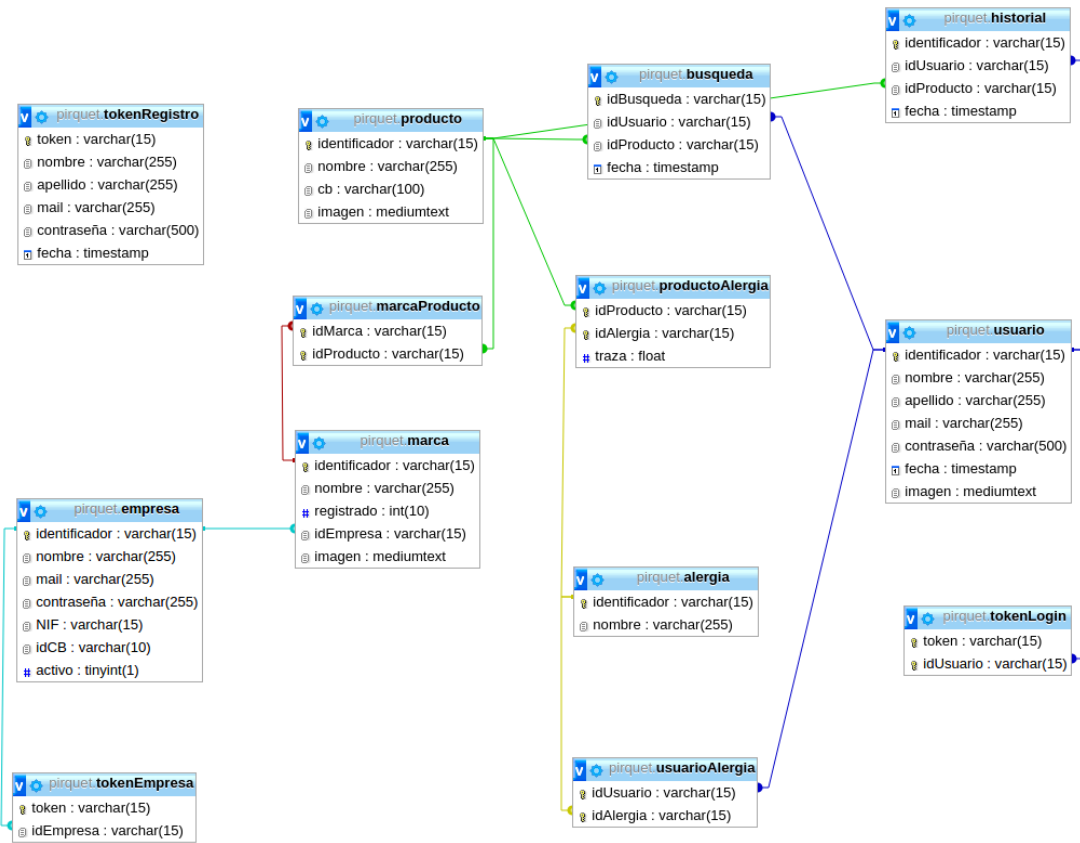 pirquet.tokenRegistro
token : varchar(15)
nombre : varchar(255)
apellido : varchar(255)
mail : varchar(255)
contraseña : varchar(500)
fecha : timestamp
pirquet.producto
identificador : varchar(15)
nombre : varchar(255)
cb : varchar(100)
imagen : mediumtext
pirquet.busqueda
idBusqueda : varchar(15)
idUsuario : varchar(15)
idProducto : varchar(15)
fecha : timestamp
pirquet.historial
identificador : varchar(15)
idUsuario : varchar(15)
idProducto : varchar(15)
fecha : timestamp
pirquet.marcaProducto
idMarca : varchar(15)
idProducto : varchar(15)
pirquet.productoAlergia
idProducto : varchar(15)
idAlergia : varchar(15)
# traza : float
pirquet.usuario
identificador : varchar(15)
nombre : varchar(255)
apellido : varchar(255)
mail : varchar(255)
contraseña : varchar(500)
fecha : timestamp
imagen : mediumtext
pirquet.marca
identificador : varchar(15)
nombre : varchar(255)
# registrado : int(10)
idEmpresa : varchar(15)
imagen : mediumtext
pirquet.empresa
identificador : varchar(15)
nombre : varchar(255)
mail : varchar(255)
contraseña : varchar(255)
NIF : varchar(15)
idCB : varchar(10)
# activo : tinyint(1)
pirquet.alergia
identificador : varchar(15)
nombre : varchar(255)
pirquet.tokenLogin
token : varchar(15)
idUsuario : varchar(15)
pirquet.tokenEmpresa
token : varchar(15)
idEmpresa : varchar(15)
pirquet.usuarioAlergia
idUsuario : varchar(15)
idAlergia : varchar(15)